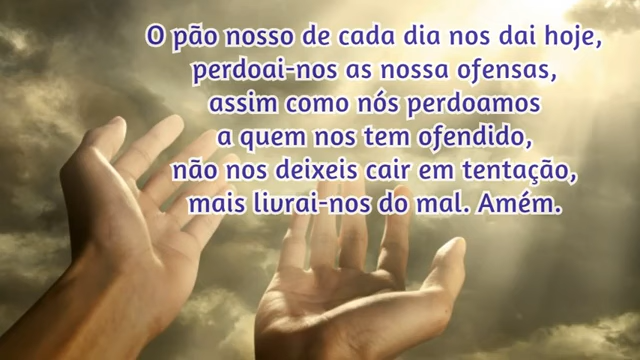 O pão nosso de cada dia nos dai hoje,
perdoai-nos as nossa ofensas,
assim como nós perdoamos
a quem nos tem ofendido,
não nos deixeis cair em tentação,
mais livrai-nos do mal. Amém.